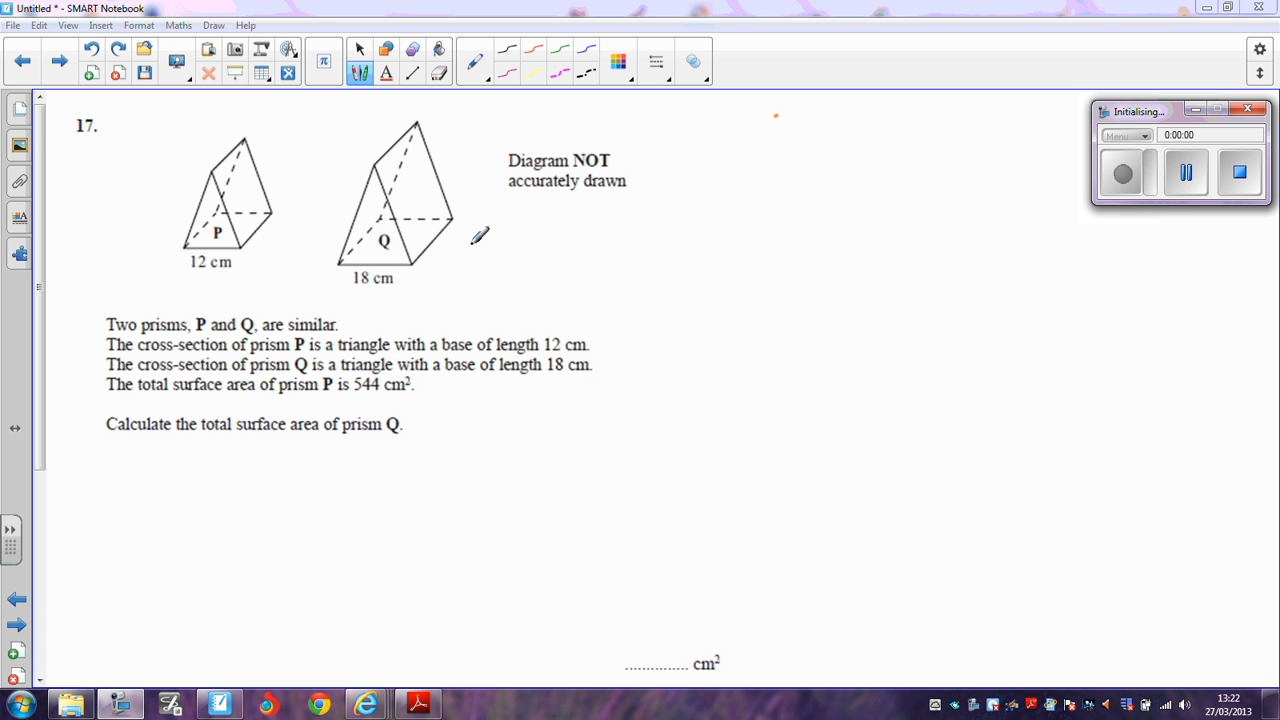 Untitled * - SMART Notebook
File Edit View Insert Format Maths Draw Help
Initialising...
Menu
0:00:00
17.
P
12 cm
Q
18 cm
Diagram NOT
accurately drawn
Two prisms, P and Q, are similar.
The cross-section of prism P is a triangle with a base of length 12 cm.
The cross-section of prism Q is a triangle with a base of length 18 cm.
The total surface area of prism P is 544 cm².
Calculate the total surface area of prism Q.
.............. cm²
13:22
27/03/2013